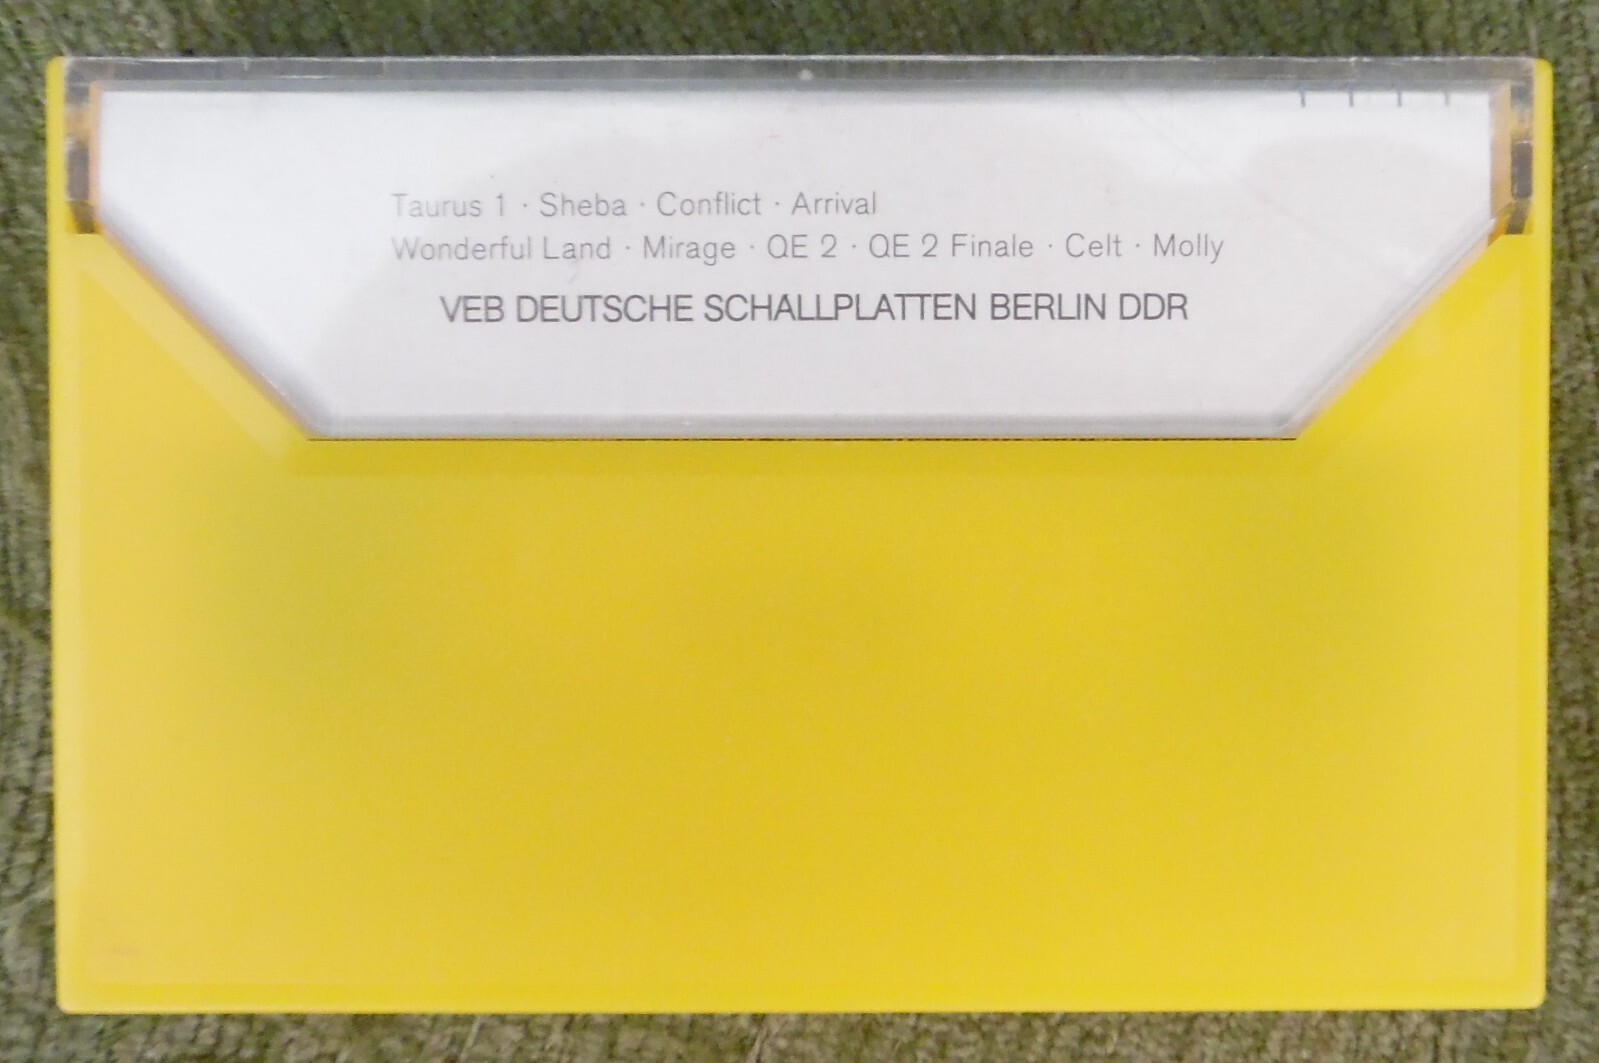 Taurus 1 · Sheba · Conflict · Arrival
Wonderful Land · Mirage · QE 2 · QE 2 Finale · Celt · Molly
VEB DEUTSCHE SCHALLPLATTEN BERLIN DDR